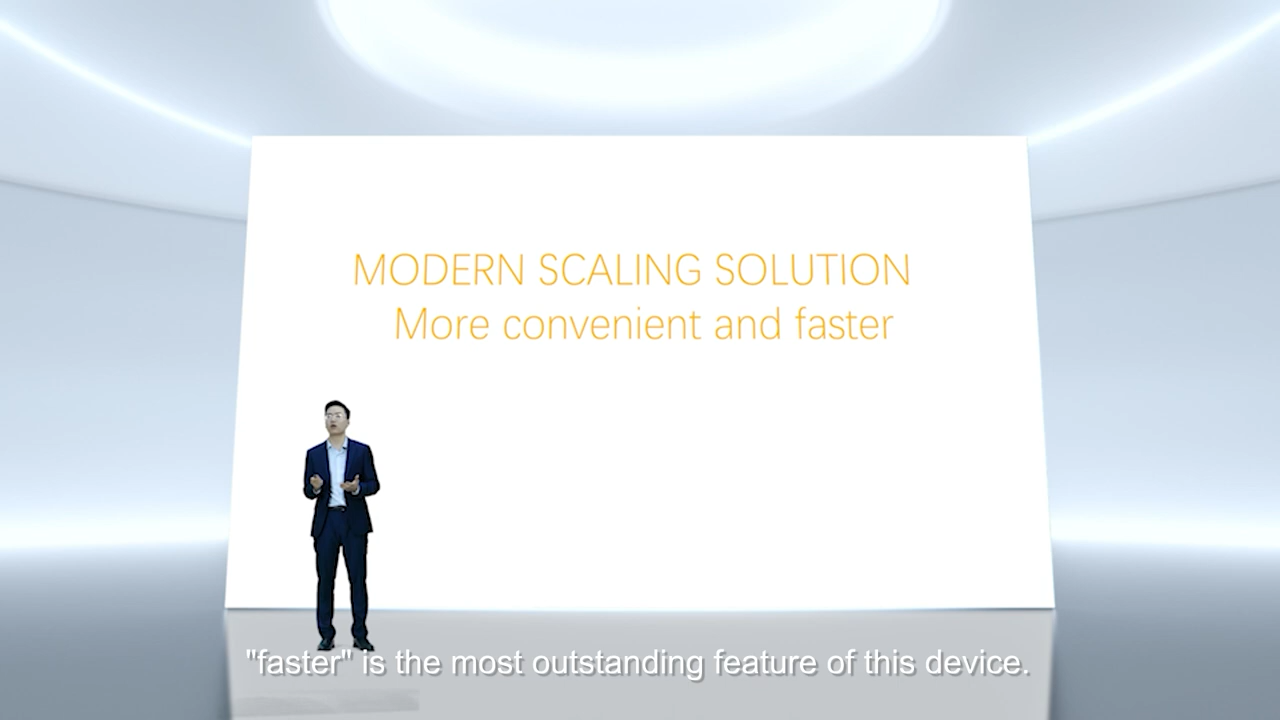 MODERN SCALING SOLUTION
More convenient and faster
"faster" is the most outstanding feature of this device.